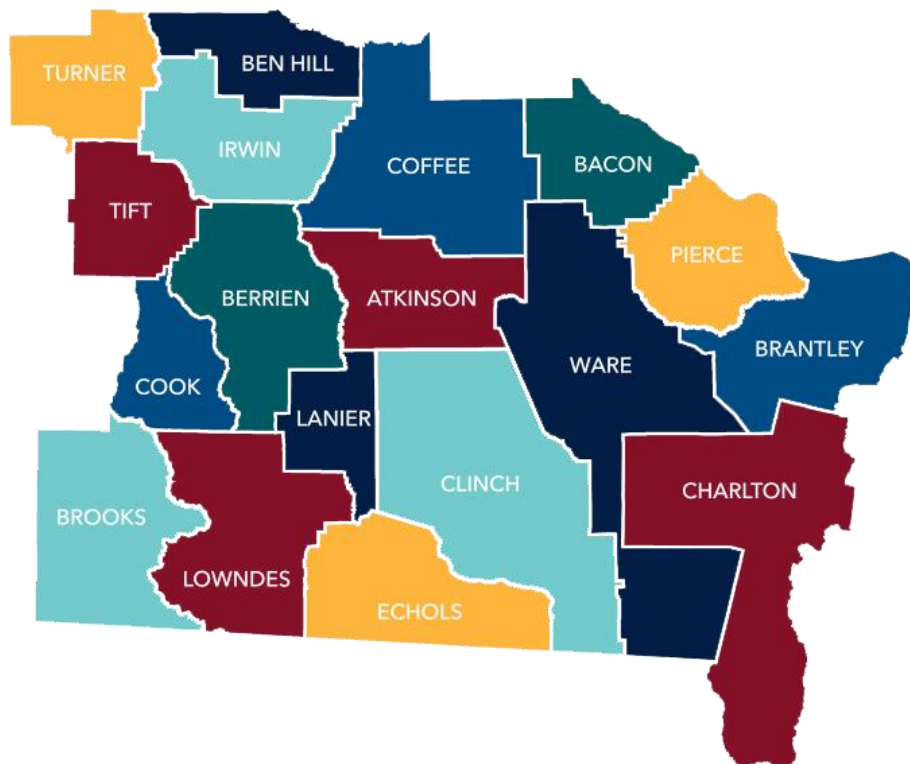 BEN HILL
TURNER
IRWIN
COFFEE
BACON
TIFT
PIERCE
BERRIEN
ATKINSON
BRANTLEY
WARE
COOK
LANIER
CLINCH
CHARLTON
BROOKS
LOWNDES
ECHOLS